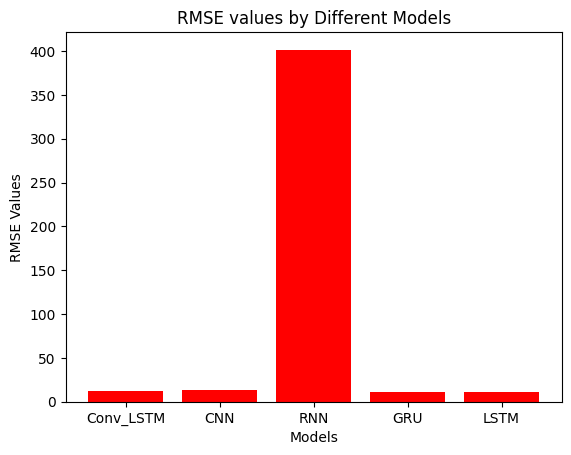 RMSE values by Different Models
400
350
300
250
200
150
100
50
0
RMSE Values
Conv_LSTM CNN RNN GRU LSTM
Models